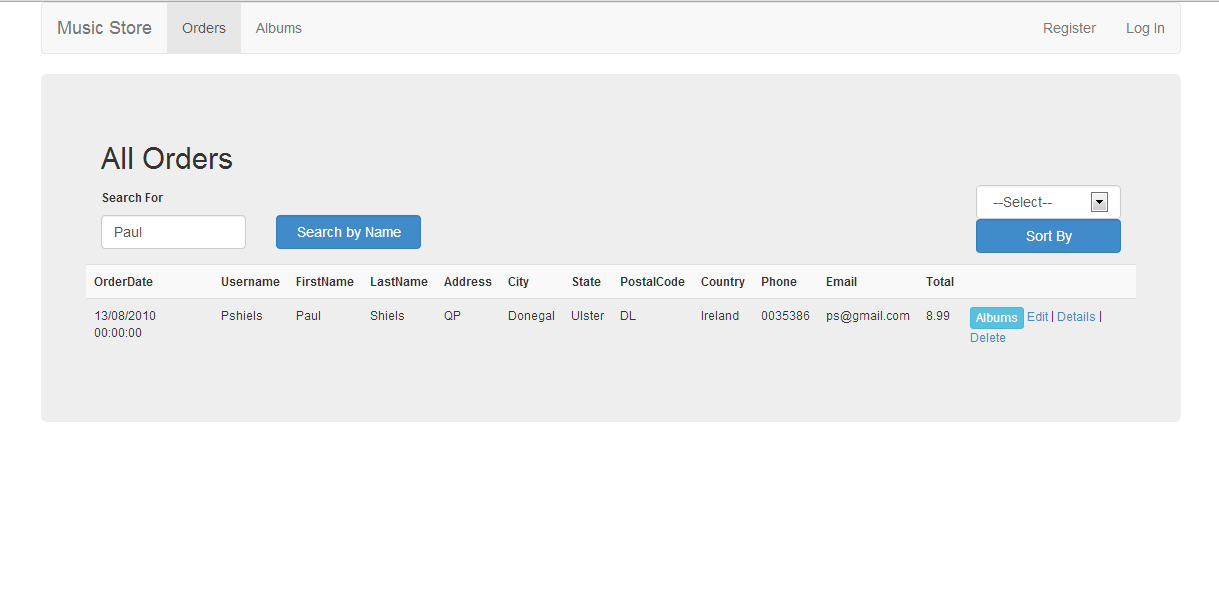 Music Store Orders Albums Register Log In
All Orders
Search For
--Select--
Paul Search by Name
Sort By
OrderDate Username FirstName LastName Address City State PostalCode Country Phone Email Total
13/08/2010 Pshiels Paul Shiels QP Donegal Ulster DL Ireland 0035386 ps@gmail.com 8.99 Albums Edit | Details |
00:00:00 Delete